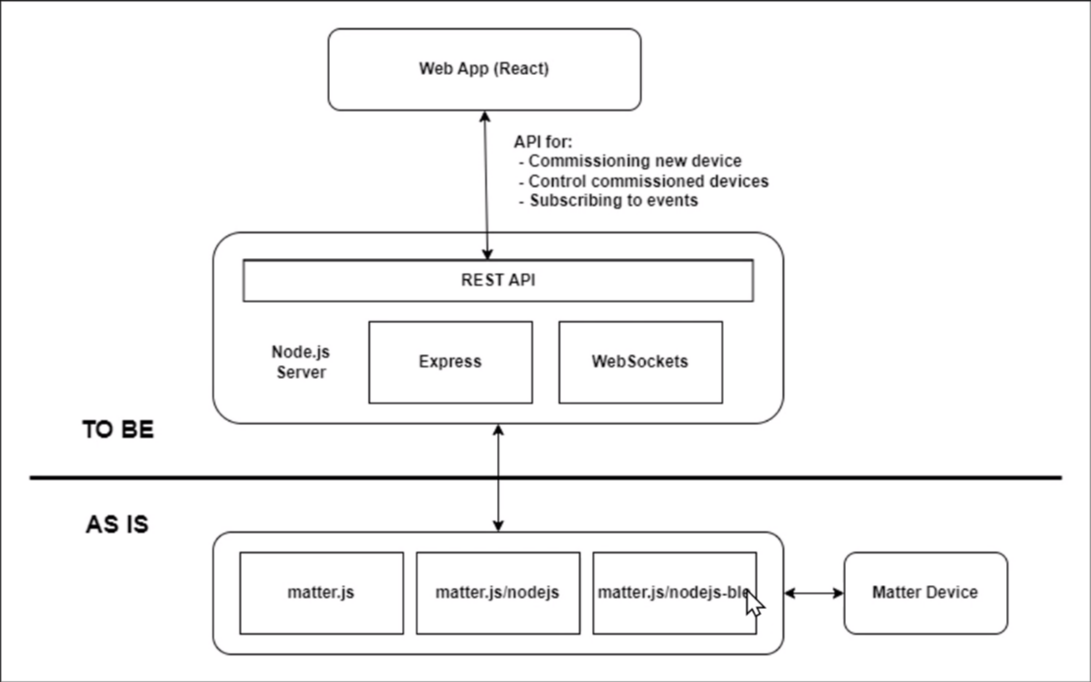 Web App (React)
API for:
- Commissioning new device
- Control commissioned devices
- Subscribing to events
REST API
Node.js
Server
Express
WebSockets
TO BE
AS IS
matter.js
matter.js/nodejs
matter.js/nodejs-ble
Matter Device